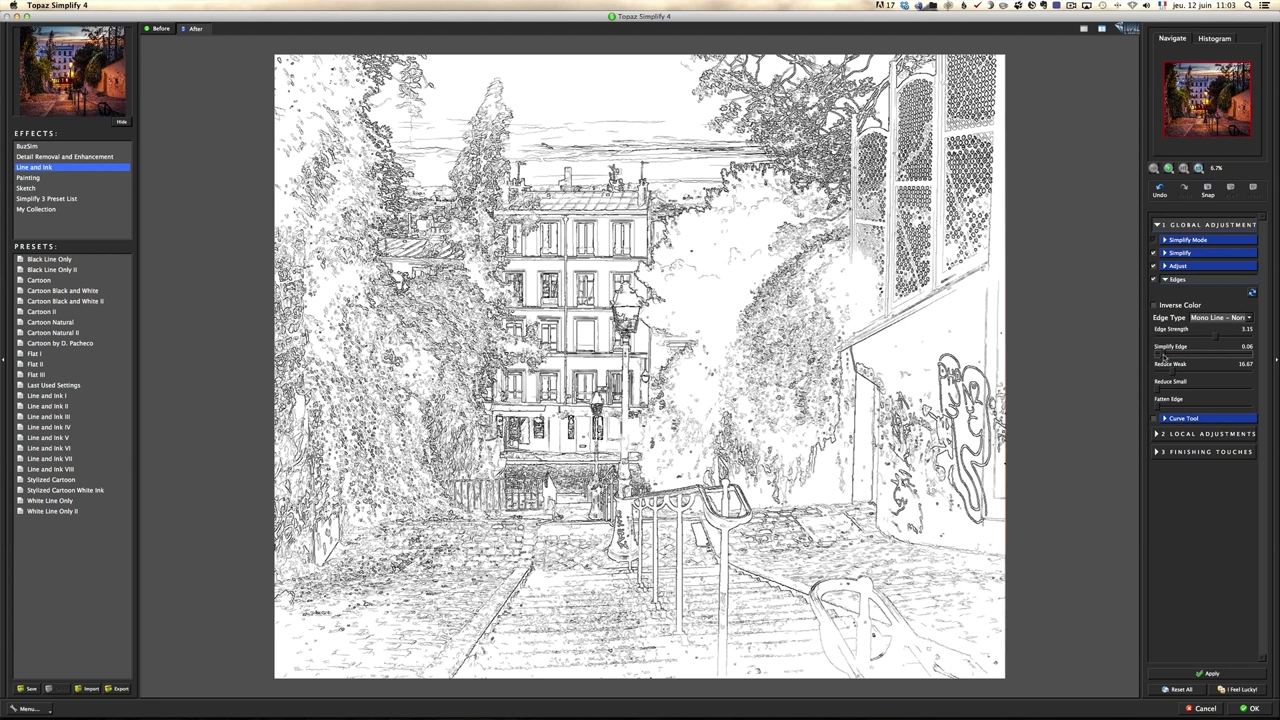 Topaz Simplify 4
17
jeu. 12 juin 11:03
Topaz Simplify 4
Before
After
Navigate
Histogram
Hide
EFFECTS:
BuzSim
Detail Removal and Enhancement
Line and Ink
Painting
Sketch
Simplify 3 Preset List
My Collection
PRESETS:
Black Line Only
Black Line Only II
Cartoon
Cartoon Black and White
Cartoon Black and White II
Cartoon II
Cartoon Natural
Cartoon Natural II
Cartoon by D. Pacheco
Flat I
Flat II
Flat III
Last Used Settings
Line and Ink I
Line and Ink II
Line and Ink III
Line and Ink IV
Line and Ink V
Line and Ink VI
Line and Ink VII
Line and Ink VIII
Stylized Cartoon
Stylized Cartoon White Ink
White Line Only
White Line Only II
Save
Import
Export
Menu...
6.7%
Undo
Snap
1 GLOBAL ADJUSTMENT
Simplify Mode
Simplify
Adjust
Edges
Inverse Color
Edge Type Mono Line - Nor
Edge Strength 3.15
Simplify Edge 0.06
Reduce Weak 16.67
Reduce Small
Fatten Edge
Curve Tool
2 LOCAL ADJUSTMENTS
3 FINISHING TOUCHES
Apply
Reset All
I Feel Lucky!
Cancel
OK